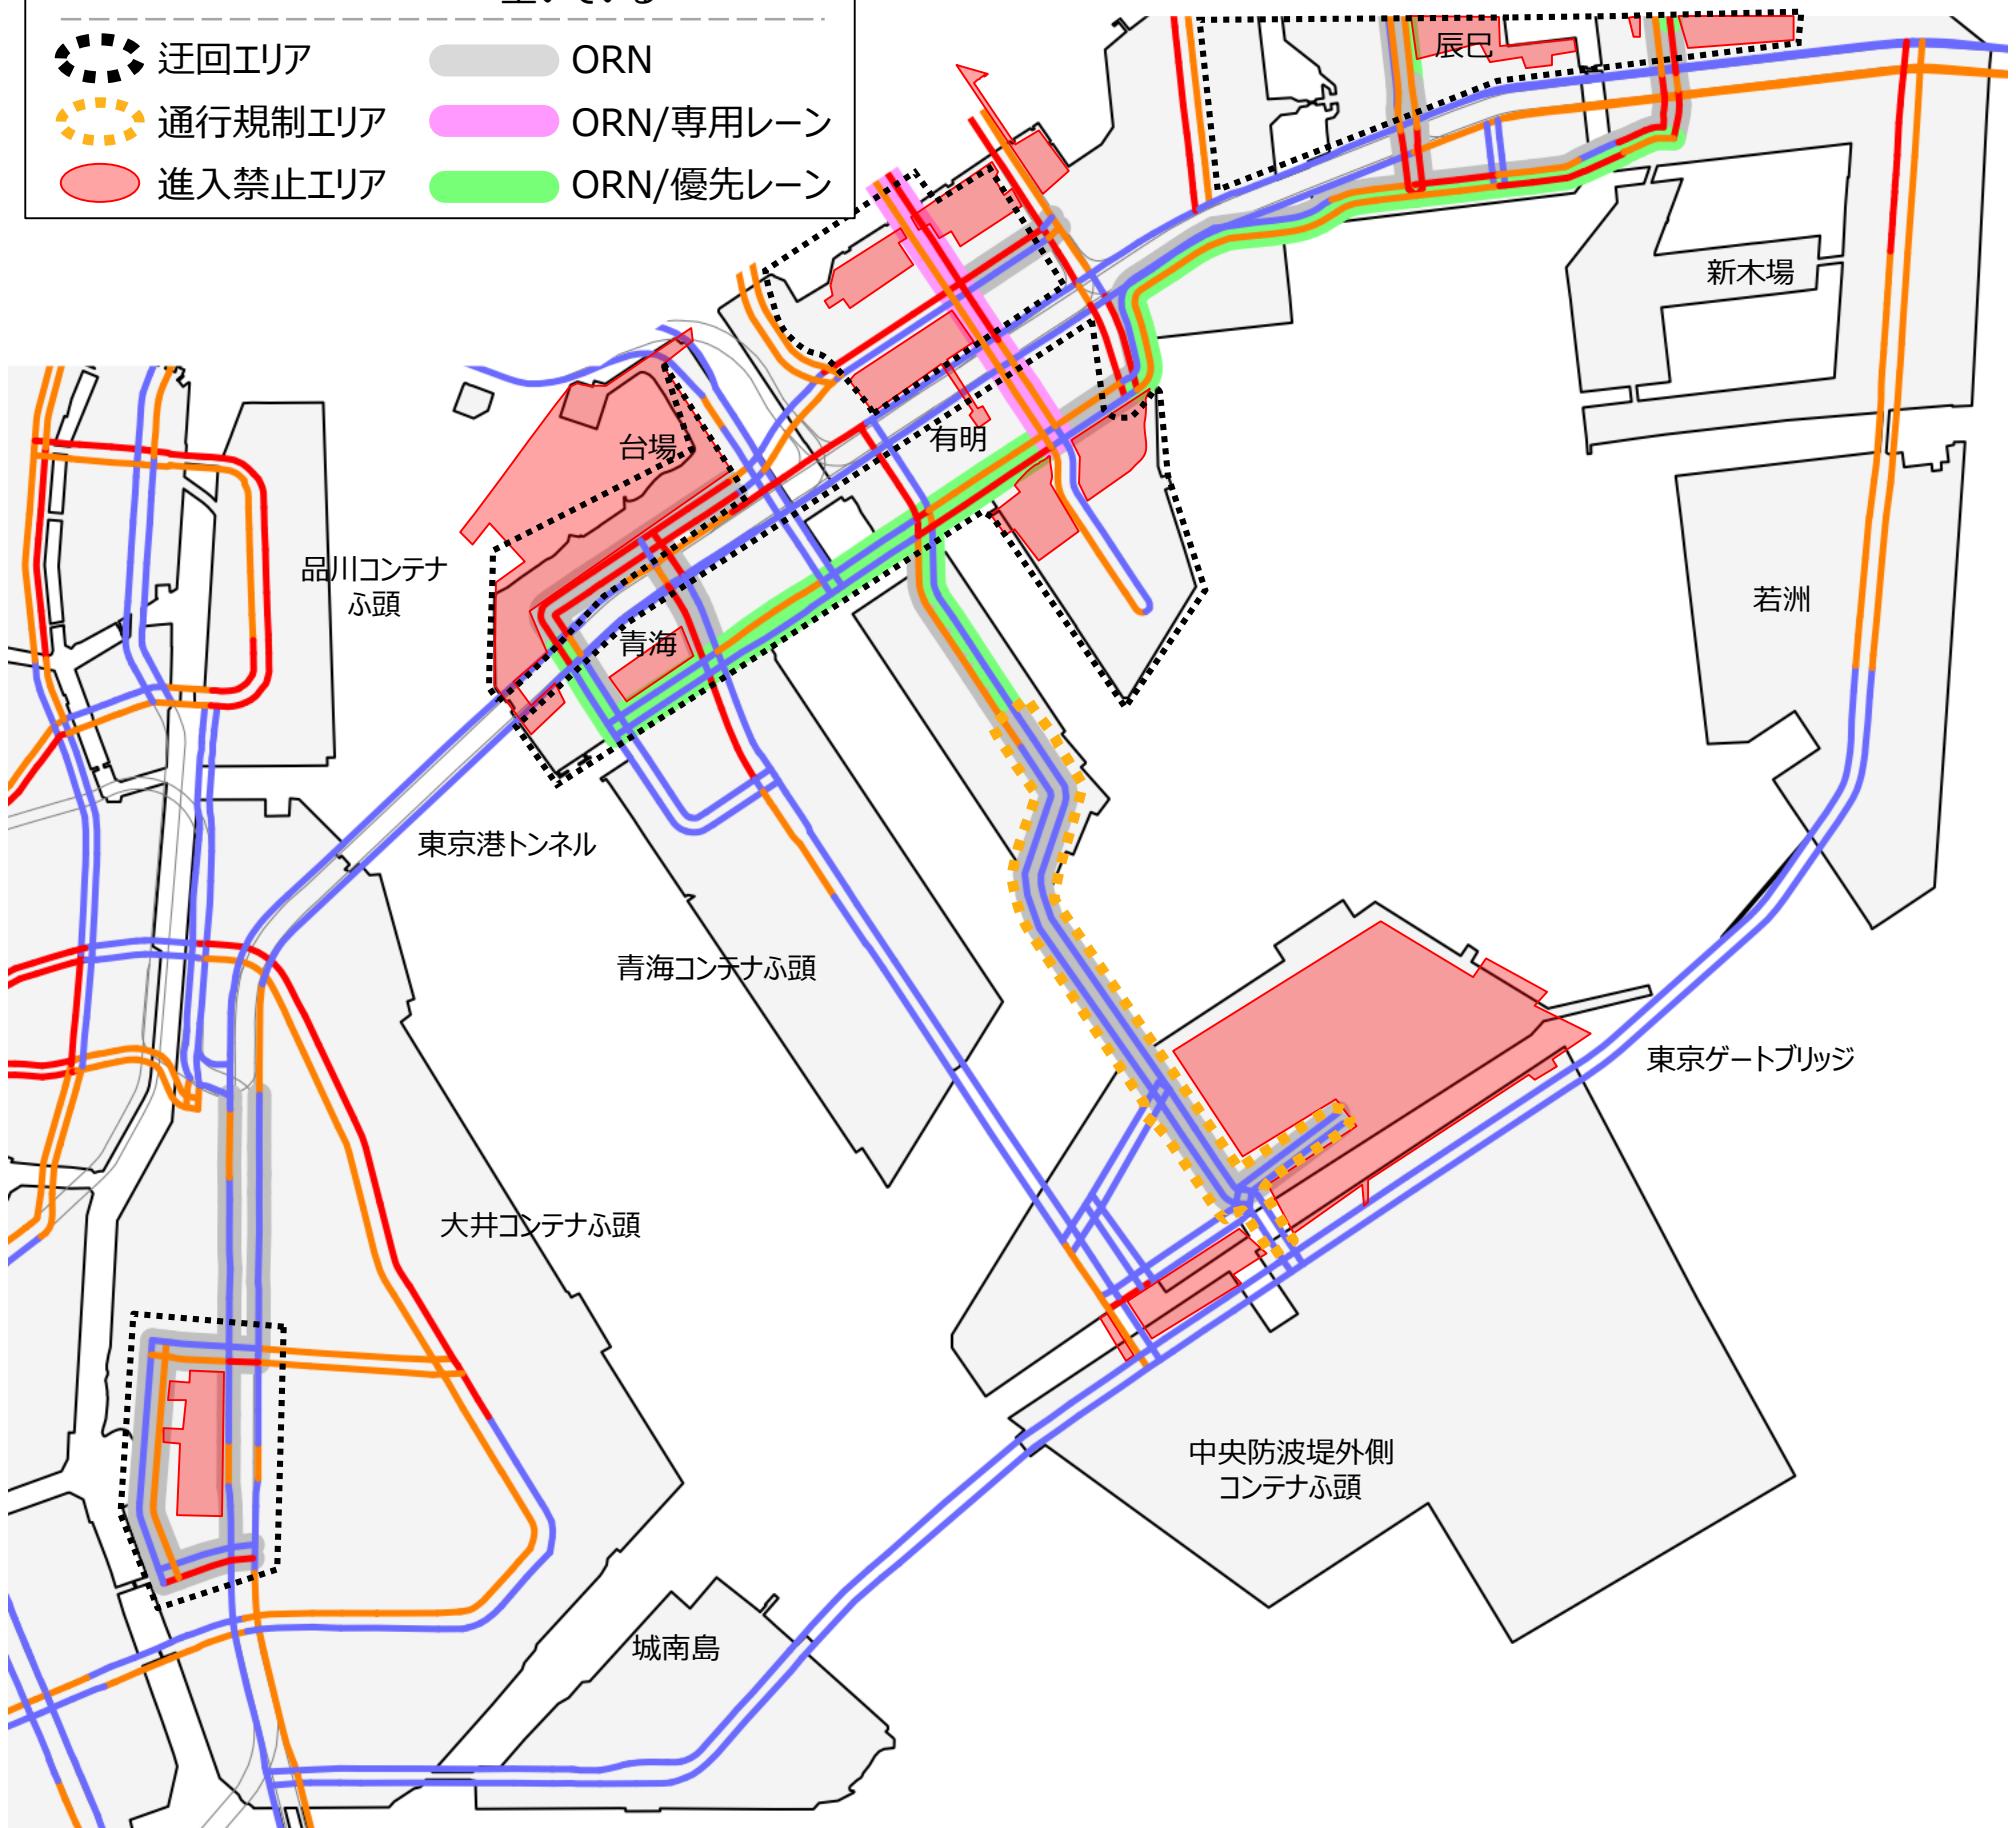 空いている
迂回エリア
ORN
通行規制エリア
ORN/専用レーン
進入禁止エリア
ORN/優先レーン
辰巳
新木場
台場
有明
品川コンテナ
ふ頭
若洲
青海
東京港トンネル
青海コンテナふ頭
東京ゲートブリッジ
大井コンテナふ頭
中央防波堤外側
コンテナふ頭
城南島